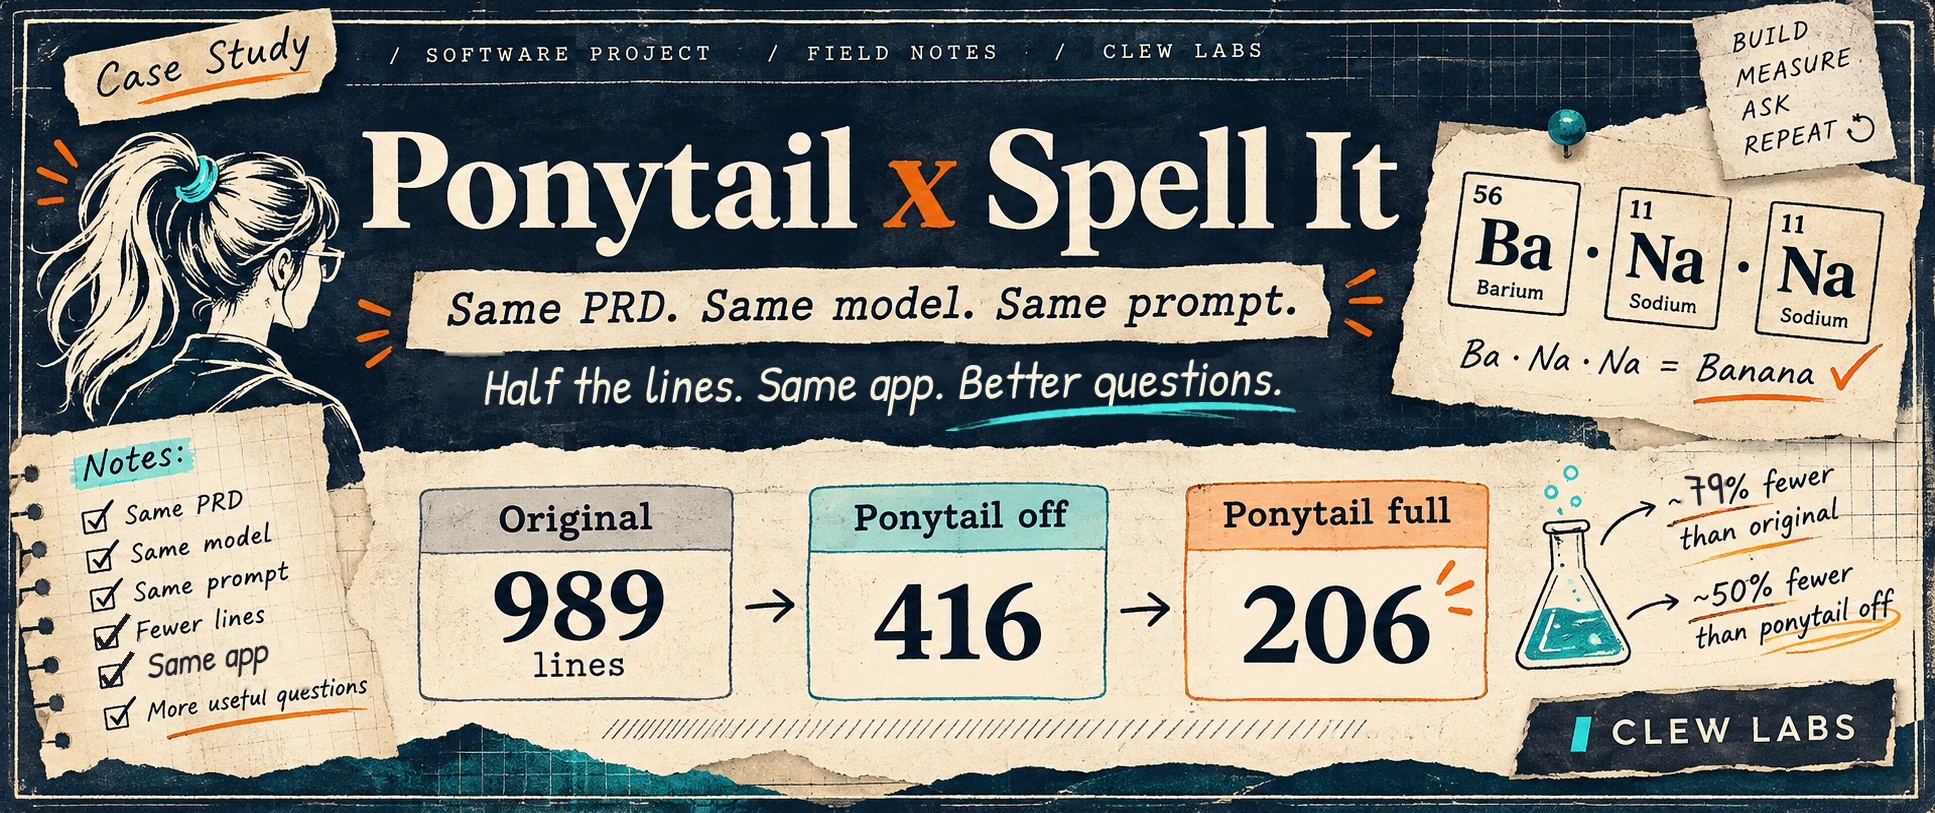 Case Study
/ SOFTWARE PROJECT / FIELD NOTES / CLEW LABS
BUILD
MEASURE
ASK
REPEAT
Ponytail x Spell It
Same PRD. Same model. Same prompt.
Half the lines. Same app. Better questions.
56
Ba
Barium
11
Na
Sodium
11
Na
Sodium
Ba · Na · Na = Banana
Notes:
Same PRD
Same model
Same prompt
Fewer lines
Same app
More useful questions
Original
989
lines
Ponytail off
416
Ponytail full
206
~79% fewer
than original
~50% fewer
than ponytail off
CLEW LABS